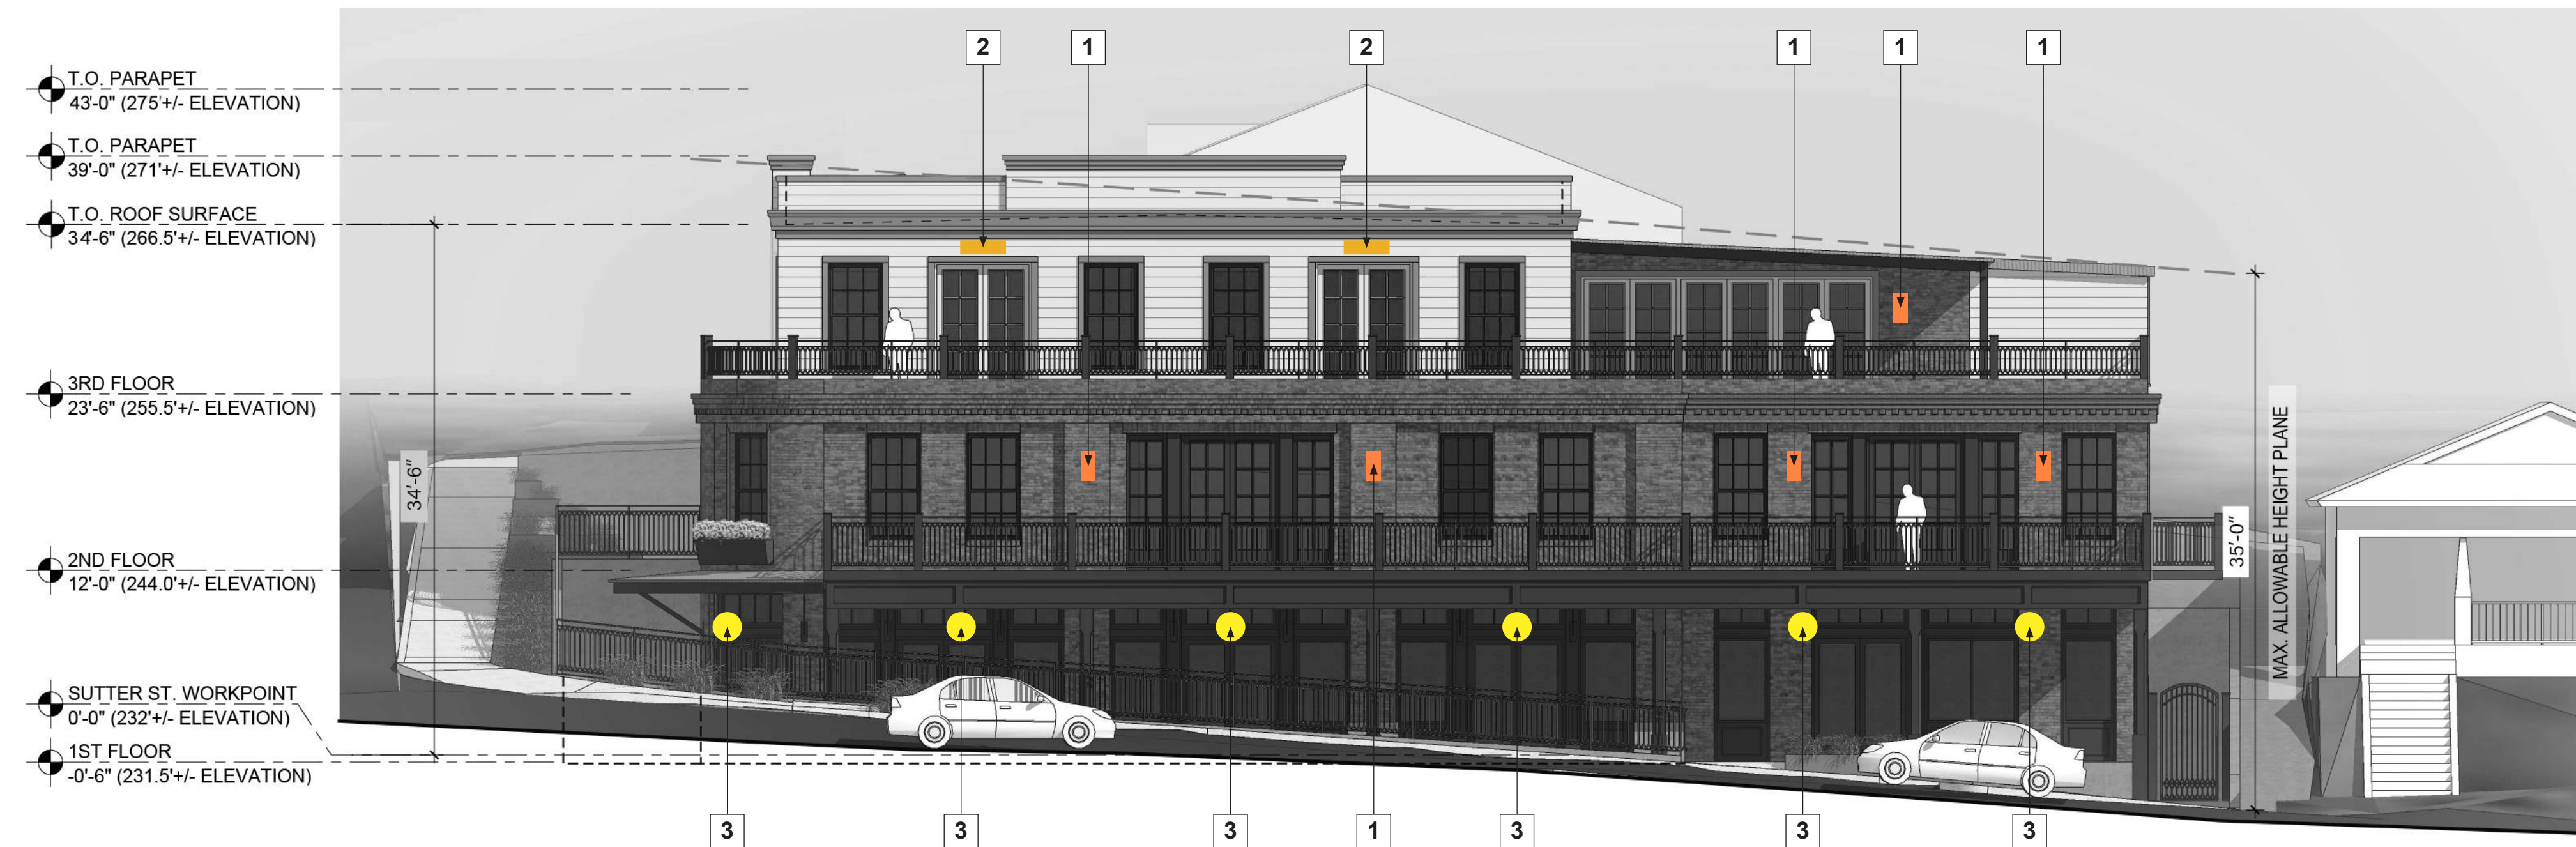 2
1
2
1
1
1
T.O. PARAPET
43'-0" (275'+/- ELEVATION)
T.O. PARAPET
39'-0" (271'+/- ELEVATION)
T.O. ROOF SURFACE
34'-6" (266.5'+/- ELEVATION)
3RD FLOOR
23'-6" (255.5'+/- ELEVATION)
34'-6"
2ND FLOOR
12'-0" (244.0'+/- ELEVATION)
35'-0"
MAX. ALLOWABLE HEIGHT PLANE
SUTTER ST. WORKPOINT
0'-0" (232'+/- ELEVATION)
1ST FLOOR
-0'-6" (231.5'+/- ELEVATION)
3
3
3
1
3
3
3